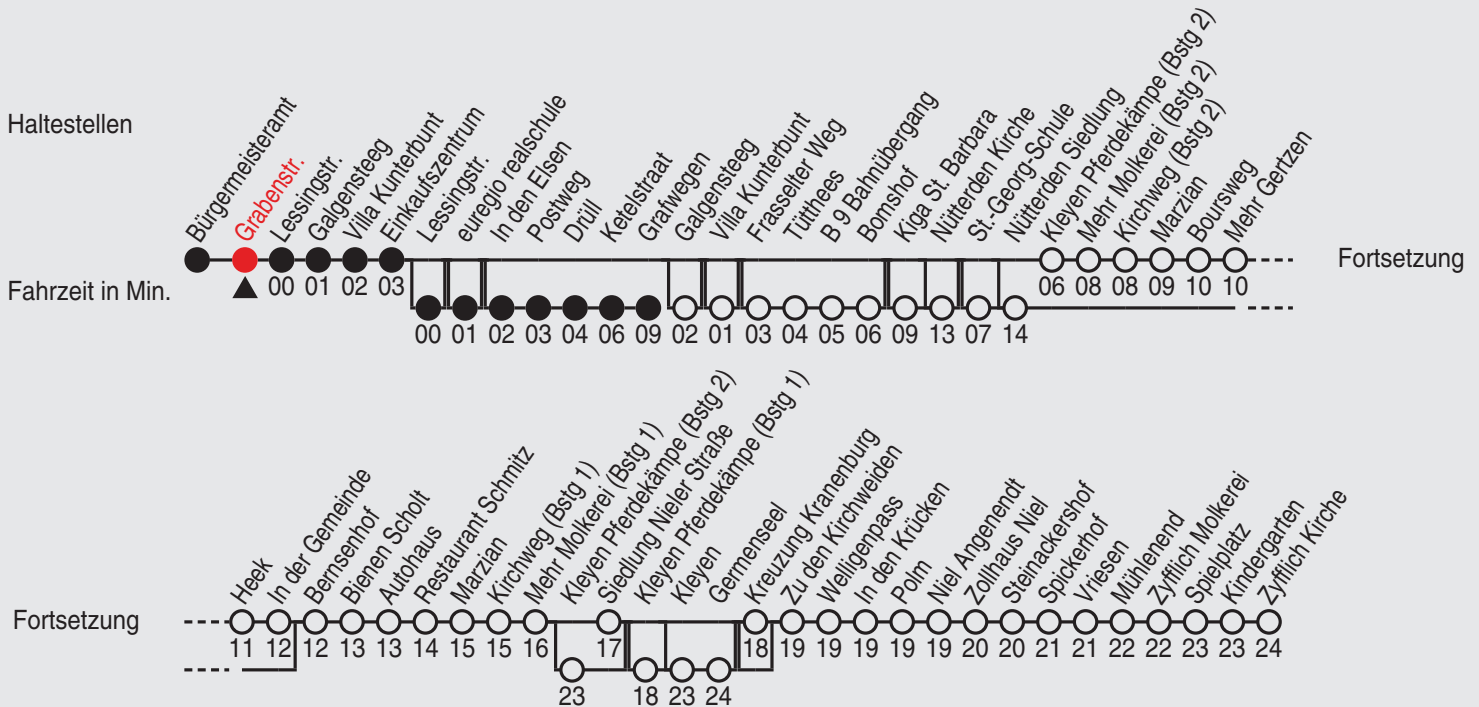 Haltestellen
Bürgermeisteramt
Grabenstr.
Lessingstr.
Galgensteeg
Villa Kunterbunt
Einkaufszentrum
Lessingstr.
euregio realschule
In den Elsen
Postweg
Drüll
Ketelstraat
Grafwegen
Galgensteeg
Villa Kunterbunt
Frasselter Weg
Tütthees
B 9 Bahnübergang
Bomshof
Kiga St. Barbara
Nütterden Kirche
St.-Georg-Schule
Nütterden Siedlung
Kleyen Pferdekämpe (Bstg 2)
Mehr Molkerei (Bstg 2)
Kirchweg (Bstg 2)
Marzian
Boursweg
Mehr Gertzen
Fortsetzung
Fahrzeit in Min.
00 01 02 03 06 08 08 09 10 10
00 01 02 03 04 06 09 02 01 03 04 05 06 09 13 07 14
Heek
In der Gemeinde
Bernsenhof
Bienen Scholt
Autohaus
Restaurant Schmitz
Marzian
Kirchweg (Bstg 1)
Mehr Molkerei (Bstg 1)
Kleyen Pferdekämpe (Bstg 2)
Siedlung Nieler Straße
Kleyen Pferdekämpe (Bstg 1)
Kleyen
Germenseel
Kreuzung Kranenburg
Zu den Kirchweiden
Welligenpass
In den Krücken
Polm
Niel Angenendt
Zollhaus Niel
Steinackershof
Spickerhof
Vriesen
Mühlenend
Zyfflich Molkerei
Spielplatz
Kindergarten
Zyfflich Kirche
Fortsetzung
11 12 12 13 13 14 15 15 16 17 18 19 19 19 19 19 20 20 21 21 22 22 23 23 24
23 18 23 24